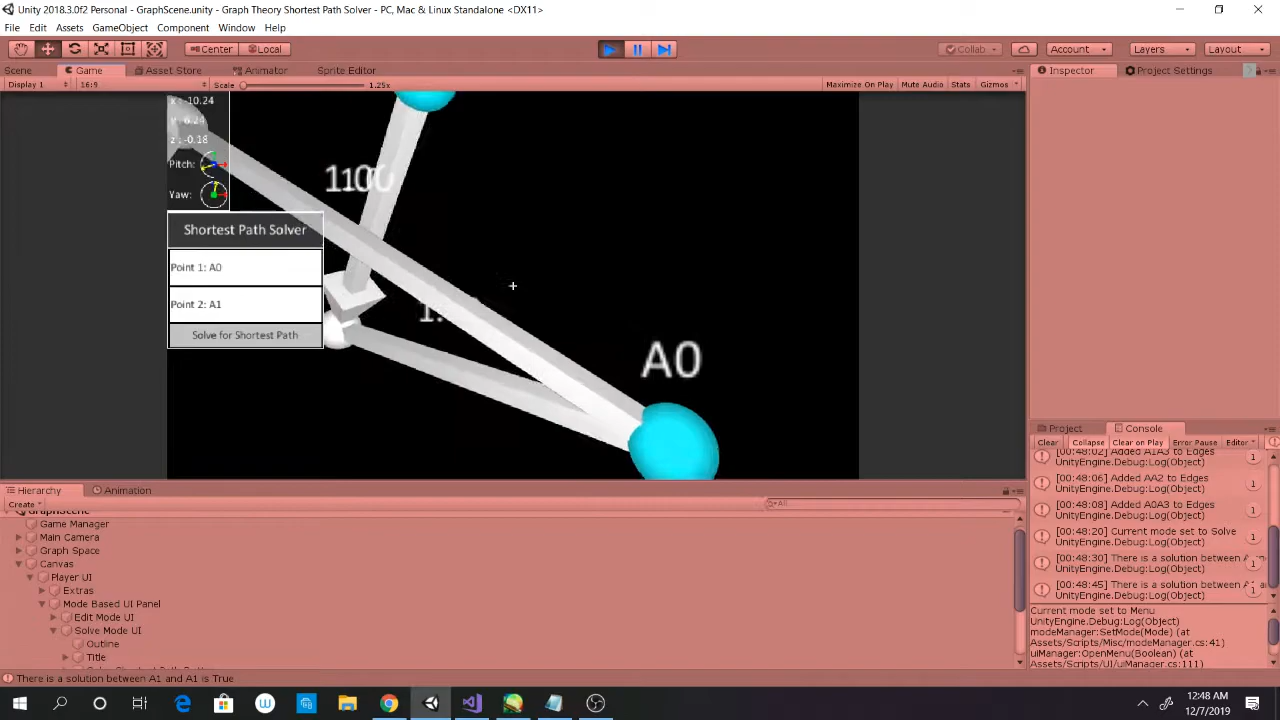 Unity 2018.3.0f2 Personal - GraphScene.unity - Graph Theory Shortest Path Solver - PC, Mac & Linux Standalone <DX11>
File Edit Assets GameObject Component Window Help
Center Local Collab Account Layers Layout
Scene Game Asset Store Animator Sprite Editor
Display 1 16:9 Scale 1.25x Maximize On Play Mute Audio Stats Gizmos
x : -10.24
y : 6.24
z : -0.18
Pitch:
Yaw:
Shortest Path Solver
Point 1: A0
Point 2: A1
Solve for Shortest Path
A0
Inspector Project Settings
Project Console
Clear Collapse Clear on Play Error Pause Editor
[00:48:02] Added A1A3 to Edges
UnityEngine.Debug:Log(Object)
1
[00:48:06] Added AA2 to Edges
UnityEngine.Debug:Log(Object)
1
[00:48:08] Added A0A3 to Edges
UnityEngine.Debug:Log(Object)
1
[00:48:20] Current mode set to Solve
UnityEngine.Debug:Log(Object)
1
[00:48:30] There is a solution between A
UnityEngine.Debug:Log(Object)
1
[00:48:45] There is a solution between A
UnityEngine.Debug:Log(Object)
1
Current mode set to Menu
UnityEngine.Debug:Log(Object)
modeManager:SetMode(Mode) (at
Assets/Scripts/Misc/modeManager.cs:41)
uiManager:OpenMenu(Boolean) (at
Assets/Scripts/UI/uiManager.cs:111)
Hierarchy Animation
Create All
GraphScene
Game Manager
Main Camera
Graph Space
Canvas
Player UI
Extras
Mode Based UI Panel
Edit Mode UI
Solve Mode UI
Outline
Title
There is a solution between A1 and A1 is True
12:48 AM
12/7/2019